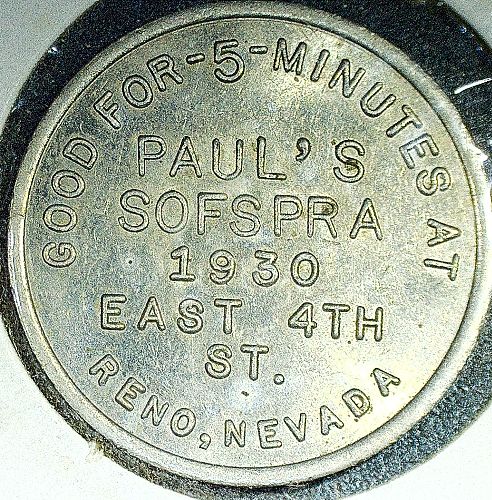 GOOD FOR-5-MINUTES AT
PAUL'S
SOFSPRA
1930
EAST 4TH
ST.
RENO, NEVADA